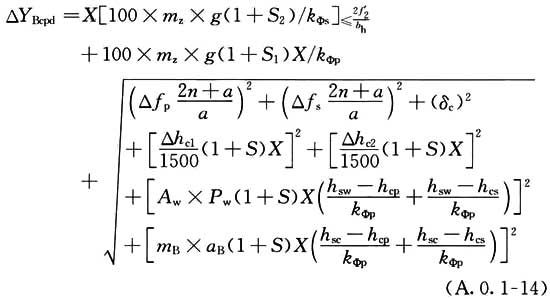 ΔY_Bcpd = X[100 × m_z × g(1 + S_2)/k_Φs]_{≤ 2f_2′/b_h}
+ 100 × m_z × g(1 + S_1)X/k_Φp
+ √( (Δf_p (2n + a)/a)^2 + (Δf_s (2n + a)/a)^2 + (δ_c)^2
+ [Δh_c1/1500 (1 + S)X]^2 + [Δh_c2/1500 (1 + S)X]^2
+ [A_w × P_w(1 + S)X((h_sw − h_cp)/k_Φp + (h_sw − h_cs)/k_Φp)]^2
+ [m_B × a_B(1 + S)X((h_sc − h_cp)/k_Φp + (h_sc − h_cs)/k_Φp)]^2 )
(A. 0. 1-14)